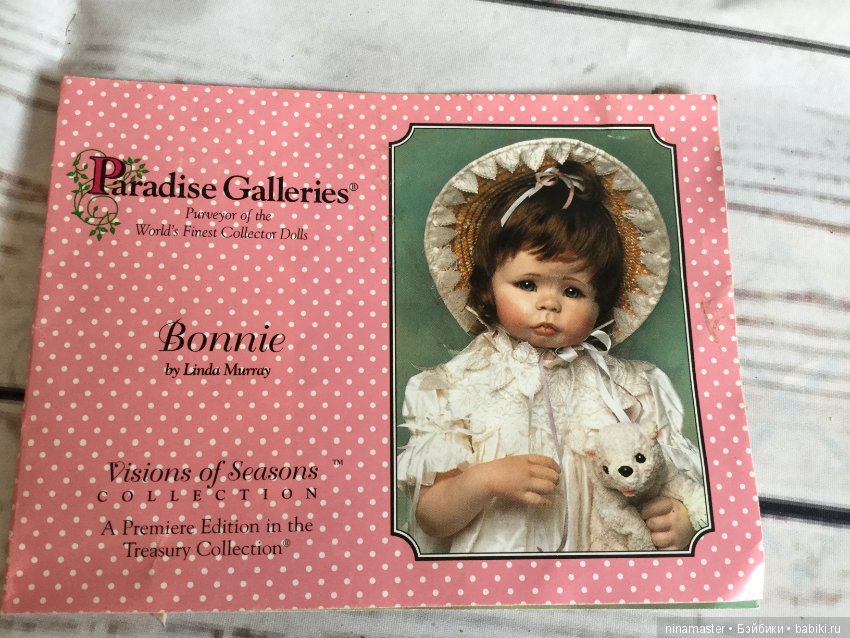 Paradise Galleries®
Purveyor of the
World's Finest Collector Dolls
Bonnie
by Linda Murray
Visions of Seasons™
COLLECTION
A Premiere Edition in the
Treasury Collection®
ninamaster • Бэйбики • babiki.ru